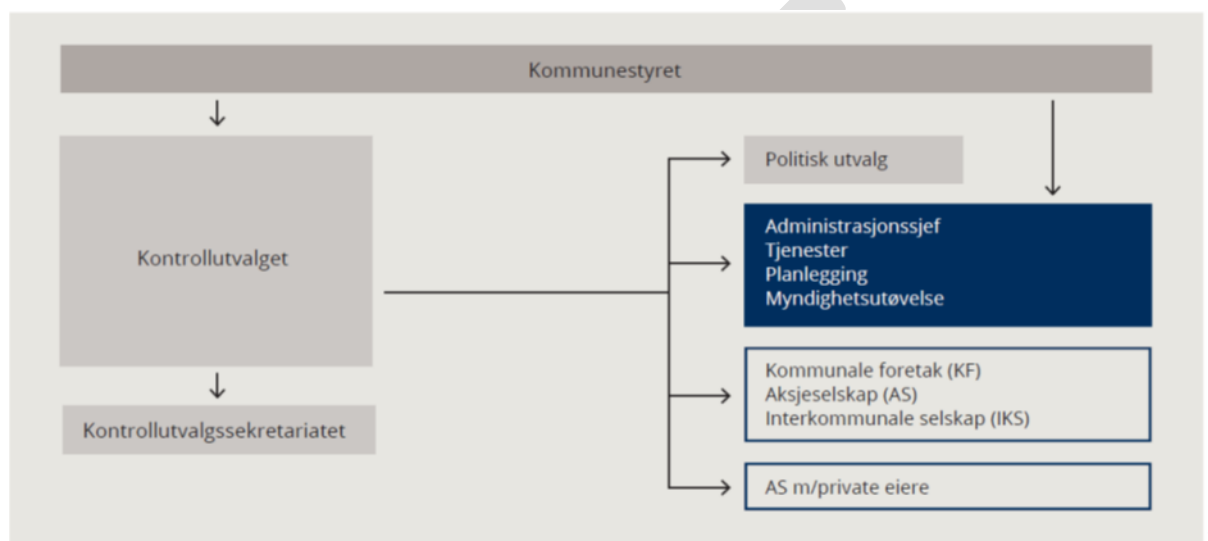 Kommunestyret
Kontrollutvalget
Kontrollutvalgssekretariatet
Politisk utvalg
Administrasjonssjef
Tjenester
Planlegging
Myndighetsutøvelse
Kommunale foretak (KF)
Aksjeselskap (AS)
Interkommunale selskap (IKS)
AS m/private eiere